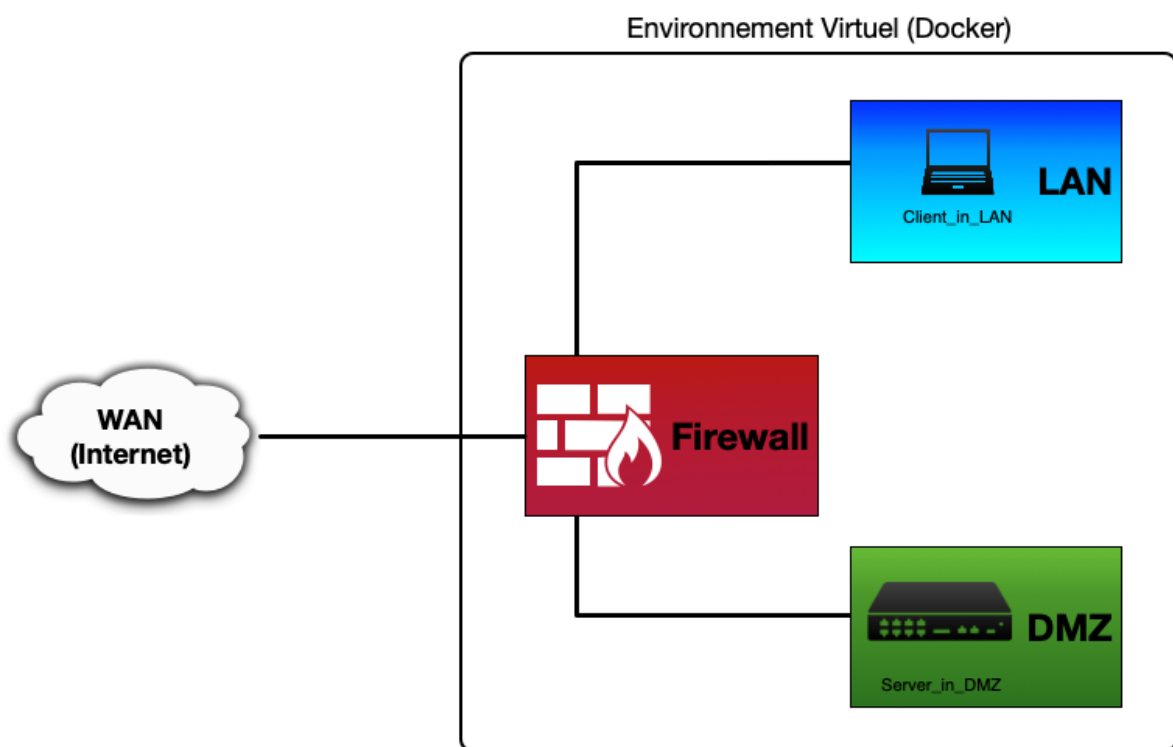 Environnement Virtuel (Docker)
LAN
Client_in_LAN
WAN
(Internet)
Firewall
DMZ
Server_in_DMZ